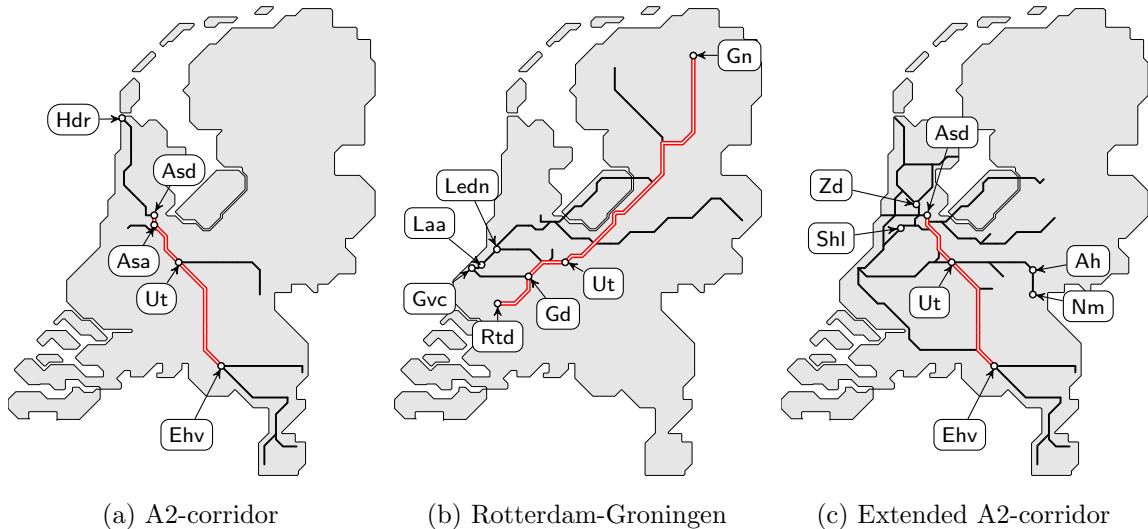 Hdr
Asd
Asa
Ut
Ehv
(a) A2-corridor
Gn
Ledn
Laa
Gvc
Rtd
Gd
Ut
(b) Rotterdam-Groningen
Asd
Zd
Shl
Ut
Ah
Nm
Ehv
(c) Extended A2-corridor